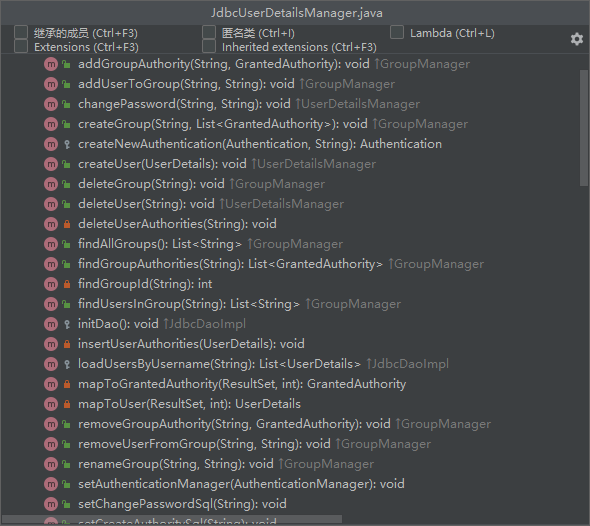 JdbcUserDetailsManager.java
继承的成员 (Ctrl+F3) 匿名类 (Ctrl+I) Lambda (Ctrl+L)
Extensions (Ctrl+F3) Inherited extensions (Ctrl+F3)
addGroupAuthority(String, GrantedAuthority): void ↑GroupManager
addUserToGroup(String, String): void ↑GroupManager
changePassword(String, String): void ↑UserDetailsManager
createGroup(String, List<GrantedAuthority>): void ↑GroupManager
createNewAuthentication(Authentication, String): Authentication
createUser(UserDetails): void ↑UserDetailsManager
deleteGroup(String): void ↑GroupManager
deleteUser(String): void ↑UserDetailsManager
deleteUserAuthorities(String): void
findAllGroups(): List<String> ↑GroupManager
findGroupAuthorities(String): List<GrantedAuthority> ↑GroupManager
findGroupId(String): int
findUsersInGroup(String): List<String> ↑GroupManager
initDao(): void ↑JdbcDaoImpl
insertUserAuthorities(UserDetails): void
loadUsersByUsername(String): List<UserDetails> ↑JdbcDaoImpl
mapToGrantedAuthority(ResultSet, int): GrantedAuthority
mapToUser(ResultSet, int): UserDetails
removeGroupAuthority(String, GrantedAuthority): void ↑GroupManager
removeUserFromGroup(String, String): void ↑GroupManager
renameGroup(String, String): void ↑GroupManager
setAuthenticationManager(AuthenticationManager): void
setChangePasswordSql(String): void
setCreateAuthoritySql(String): void